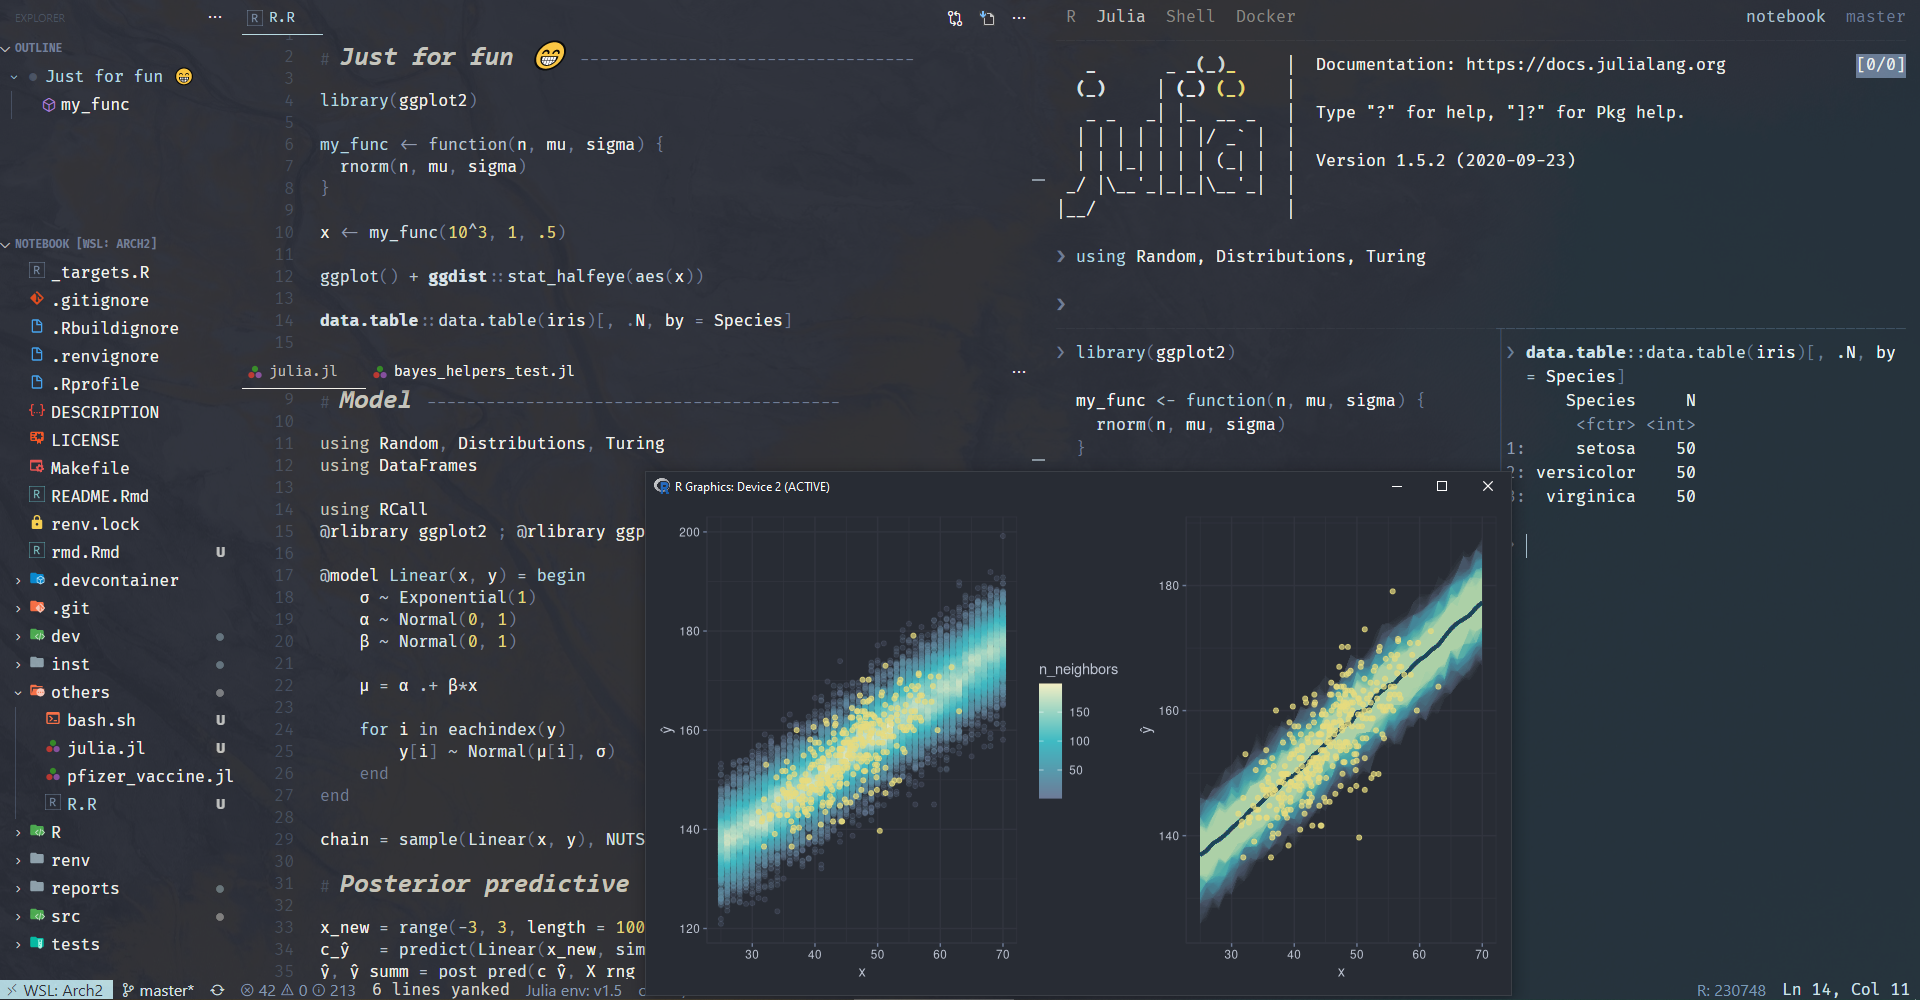 EXPLORER
OUTLINE
Just for fun 😁
my_func
NOTEBOOK [WSL: ARCH2]
_targets.R
.gitignore
.Rbuildignore
.renvignore
.Rprofile
DESCRIPTION
LICENSE
Makefile
README.Rmd
renv.lock
rmd.Rmd U
.devcontainer
.git
dev
inst
others
bash.sh U
julia.jl U
pfizer_vaccine.jl
R.R U
R
renv
reports
src
tests
R.R
1
2 # Just for fun 😁 ----------------------------------
3
4 library(ggplot2)
5
6 my_func <- function(n, mu, sigma) {
7   rnorm(n, mu, sigma)
8 }
9
10 x <- my_func(10^3, 1, .5)
11
12 ggplot() + ggdist::stat_halfeye(aes(x))
13
14 data.table::data.table(iris)[, .N, by = Species]
15
julia.jl bayes_helpers_test.jl
9 # Model ------------------------------------------
10
11 using Random, Distributions, Turing
12 using DataFrames
13
14 using RCall
15 @rlibrary ggplot2 ; @rlibrary ggp
16
17 @model Linear(x, y) = begin
18     σ ~ Exponential(1)
19     α ~ Normal(0, 1)
20     β ~ Normal(0, 1)
21
22     μ = α .+ β*x
23
24     for i in eachindex(y)
25         y[i] ~ Normal(μ[i], σ)
26     end
27 end
28
29 chain = sample(Linear(x, y), NUTS
30
31 # Posterior predictive
32
33 x_new = range(-3, 3, length = 100
34 c_ŷ   = predict(Linear(x_new, sim
35 ŷ, ŷ_summ = post_pred(c_ŷ, X_rng
R Julia Shell Docker
notebook master
[0/0]
               _
   _       _ _(_)_     |  Documentation: https://docs.julialang.org
  (_)     | (_) (_)    |
   _ _   _| |_  __ _   |  Type "?" for help, "]?" for Pkg help.
  | | | | | | |/ _` |  |
  | | |_| | | | (_| |  |  Version 1.5.2 (2020-09-23)
 _/ |\__'_|_|_|\__'_|  |
|__/                   |
❯ using Random, Distributions, Turing
❯
❯ library(ggplot2)
my_func <- function(n, mu, sigma) {
  rnorm(n, mu, sigma)
}
❯ data.table::data.table(iris)[, .N, by
= Species]
Species N
<fctr> <int>
1: setosa 50
2: versicolor 50
3: virginica 50
R Graphics: Device 2 (ACTIVE)
200
180
160
140
120
ŷ
30 40 50 60 70
x
n_neighbors
150
100
50
180
160
140
ŷ
30 40 50 60 70
x
WSL: Arch2 master* 42 0 213 6 lines yanked Julia env: v1.5
R: 230748 Ln 14, Col 11